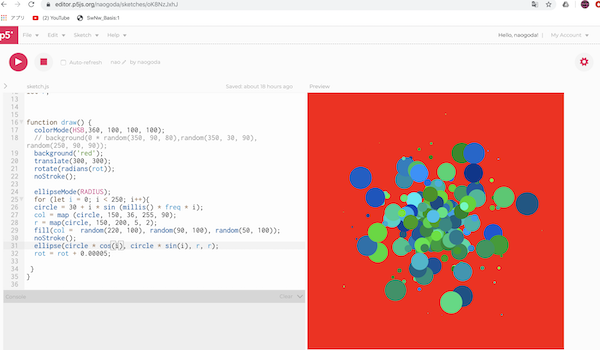 editor.p5js.org/naogoda/sketches/oK8NzJxhJ
アプリ (2) YouTube SwNw_Basic1
p5* File Edit Sketch Help Hello, naogoda! My Account
Auto-refresh nao by naogoda
sketch.js Saved: about 19 hours ago Preview
13
14
15
16 function draw() {
17 colorMode(HSB,360, 100, 100, 100);
18 // background(0 * random(350, 90, 80),random(350, 30, 90),
random(250, 90, 90));
19 background('red');
20 translate(300, 300);
21 rotate(radians(rot));
22 noStroke();
23
24 ellipseMode(RADIUS);
25 for (let i = 0; i < 250; i++){
26 circle = 30 + i * sin (millis() * freq * i);
27 col = map (circle, 150, 36, 255, 90);
28 r = map(circle, 150, 200, 5, 2);
29 fill(col = random(220, 100), random(90, 100), random(50, 100));
30 noStroke();
31 ellipse(circle * cos(i), circle * sin(i), r, r);
32 rot = rot + 0.00005;
33
34 }
35 }
36
Console Clear